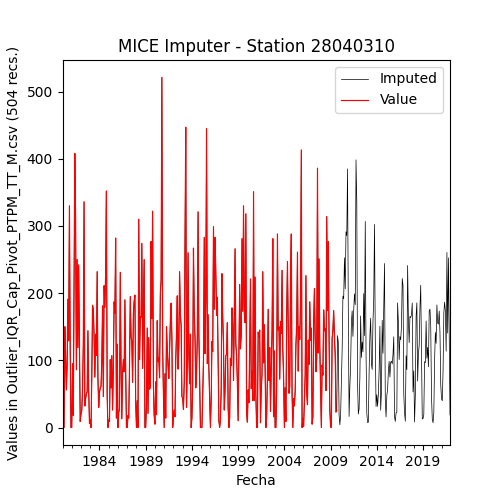 MICE Imputer - Station 28040310
Values in Outlier_IQR_Cap_Pivot_PTPM_TT_M.csv (504 recs.)
Imputed
Value
500
400
300
200
100
0
1984 1989 1994 1999 2004 2009 2014 2019
Fecha